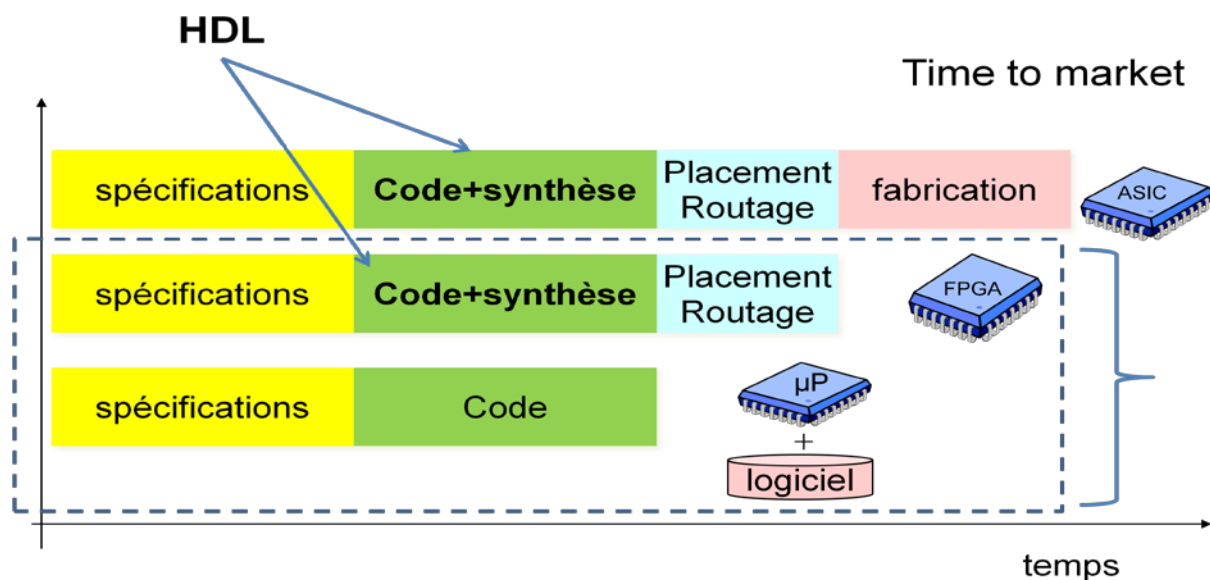 HDL
Time to market
spécifications
Code+synthèse
Placement
Routage
fabrication
ASIC
spécifications
Code+synthèse
Placement
Routage
FPGA
spécifications
Code
µP
+
logiciel
temps